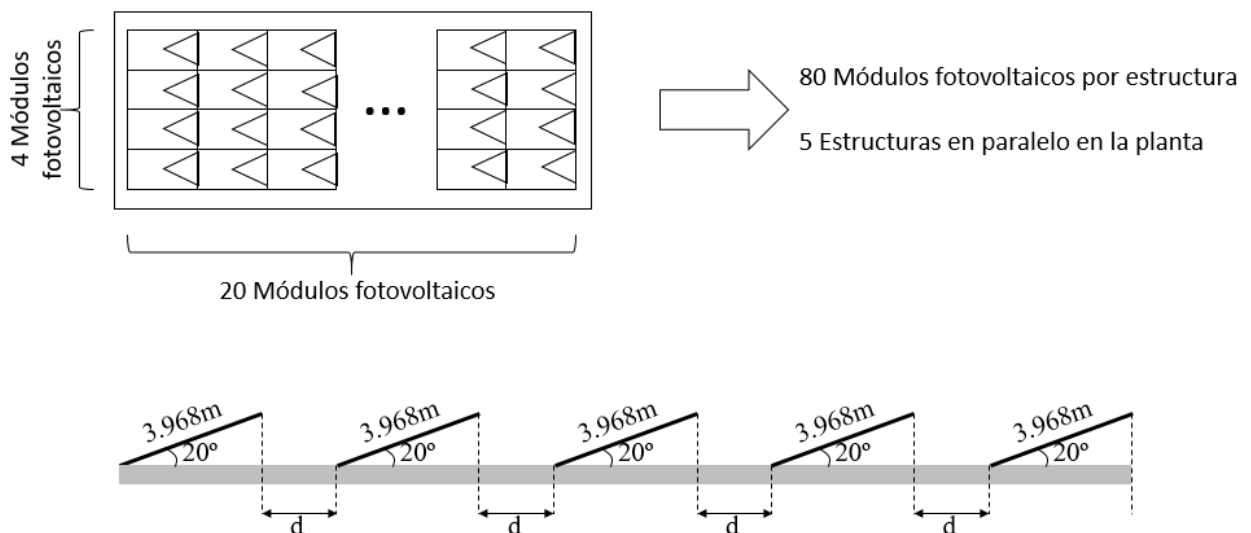 4 Módulos
fotovoltaicos
80 Módulos fotovoltaicos por estructura
5 Estructuras en paralelo en la planta
20 Módulos fotovoltaicos
3.968m 3.968m 3.968m 3.968m 3.968m
20º 20º 20º 20º 20º
d d d d